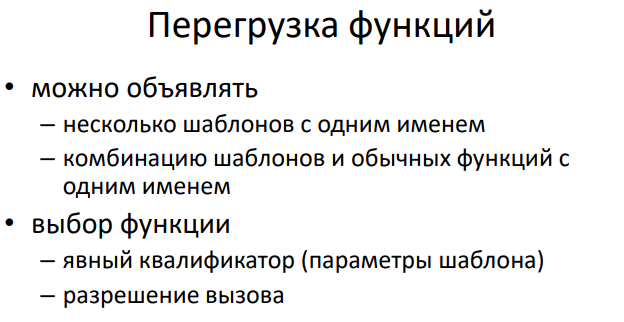 Перегрузка функций
• можно объявлять
– несколько шаблонов с одним именем
– комбинацию шаблонов и обычных функций с
одним именем
• выбор функции
– явный квалификатор (параметры шаблона)
– разрешение вызова